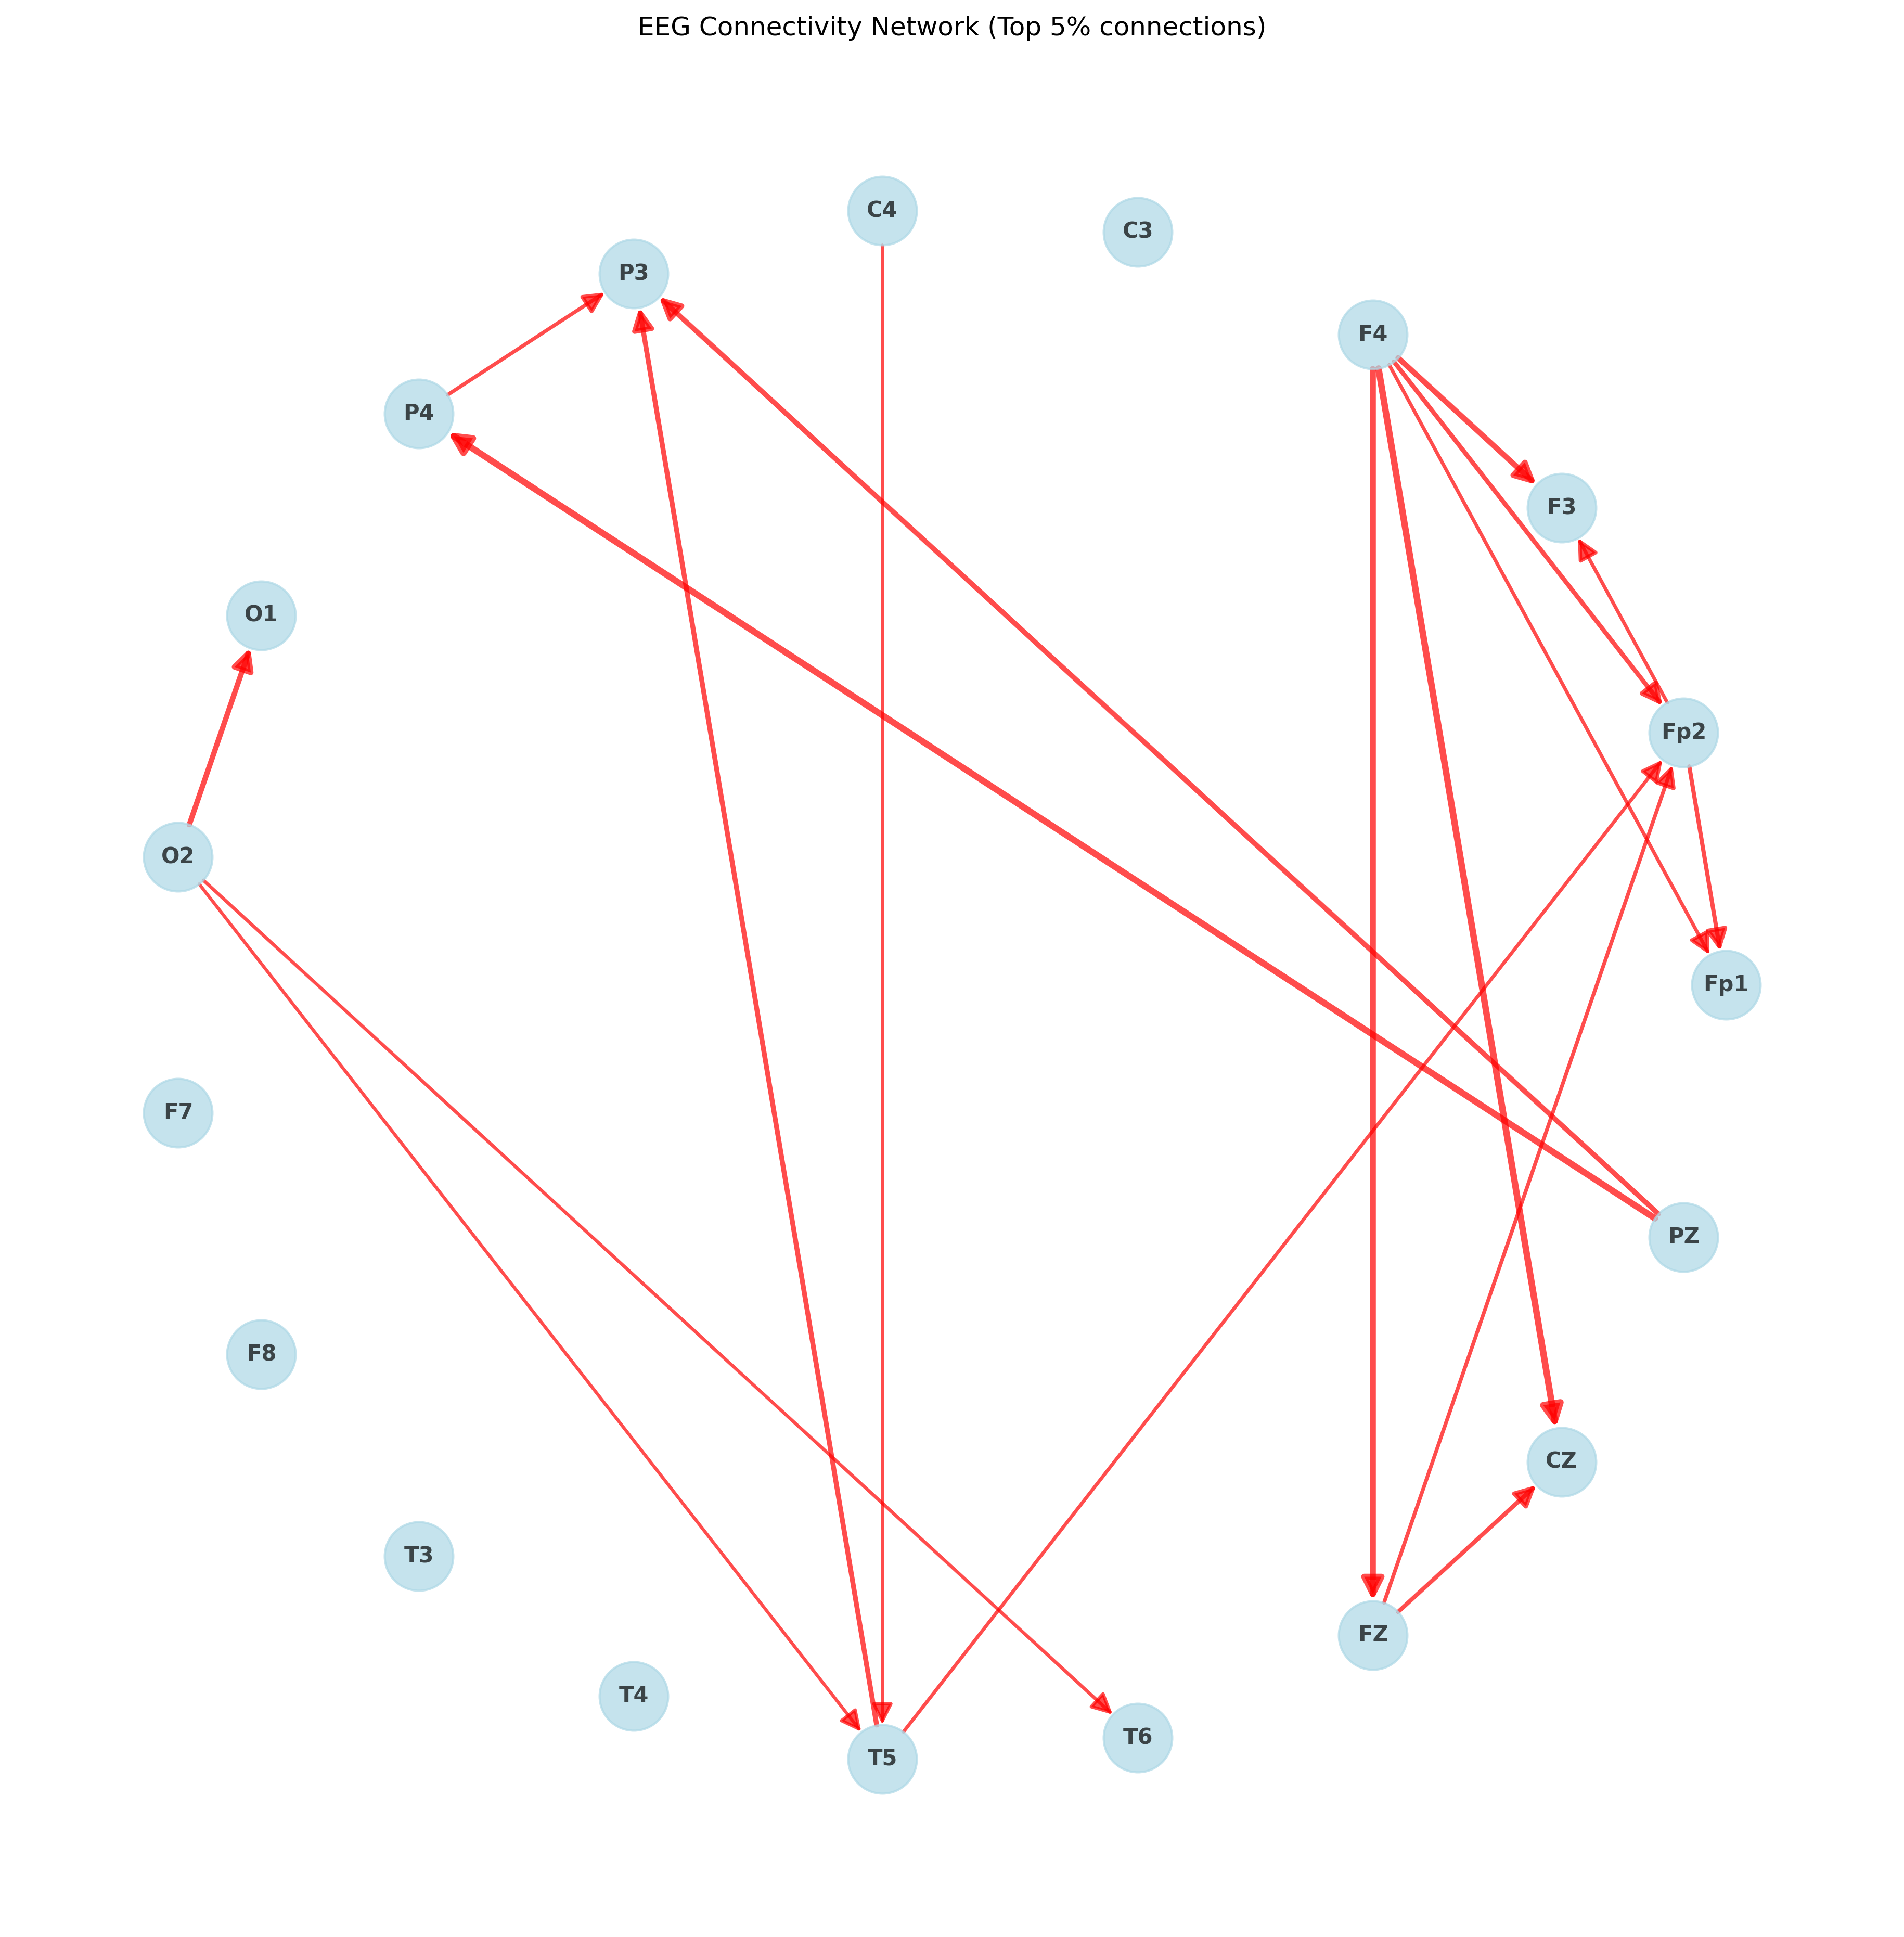 EEG Connectivity Network (Top 5% connections)
C4
C3
P3
F4
P4
F3
O1
Fp2
O2
Fp1
F7
PZ
F8
CZ
T3
FZ
T4
T6
T5